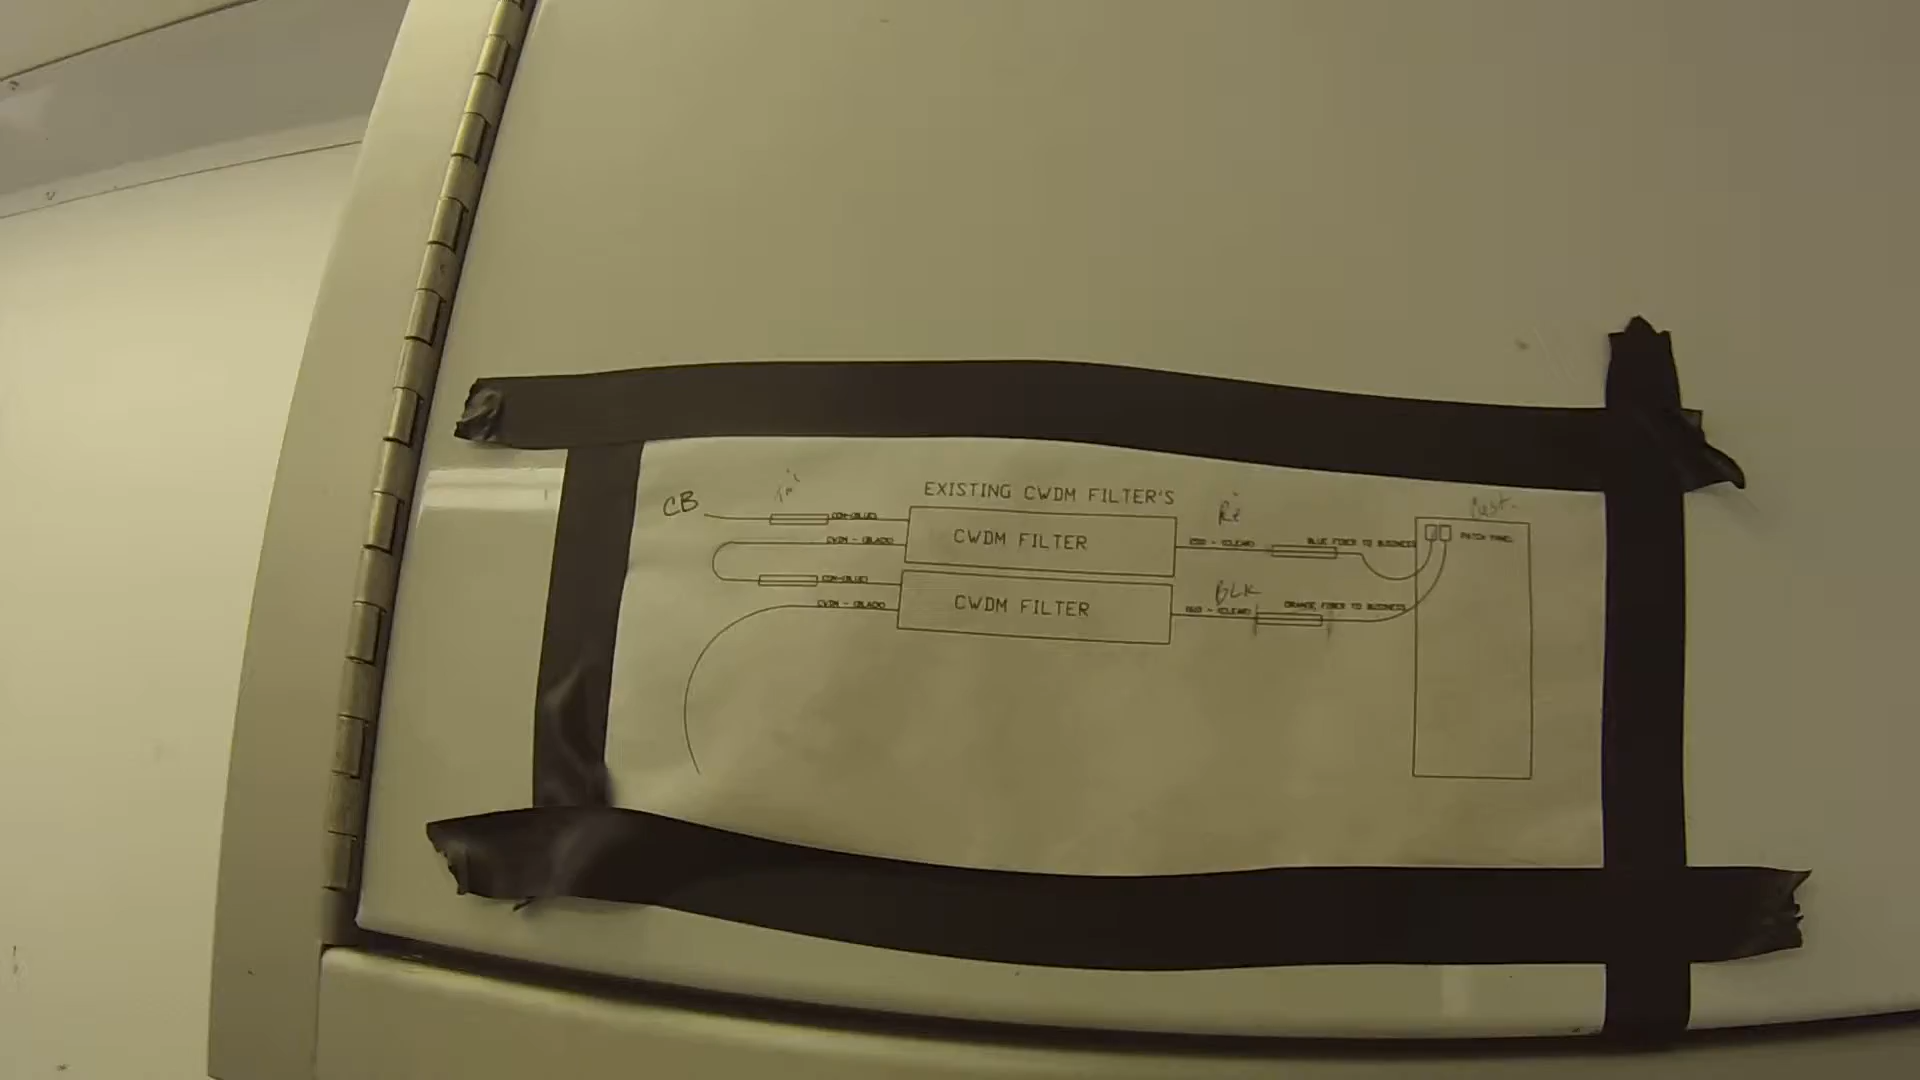 EXISTING CWDM FILTER'S
CB
COM-(BLUE)
CWDM FILTER
CWDM - (BLACK)
BLUE FIBER TO BUSINESS
PATCH PANEL
COM-(BLUE)
BLK
CWDM FILTER
CWDM - (BLACK)
ORANGE FIBER TO BUSINESS